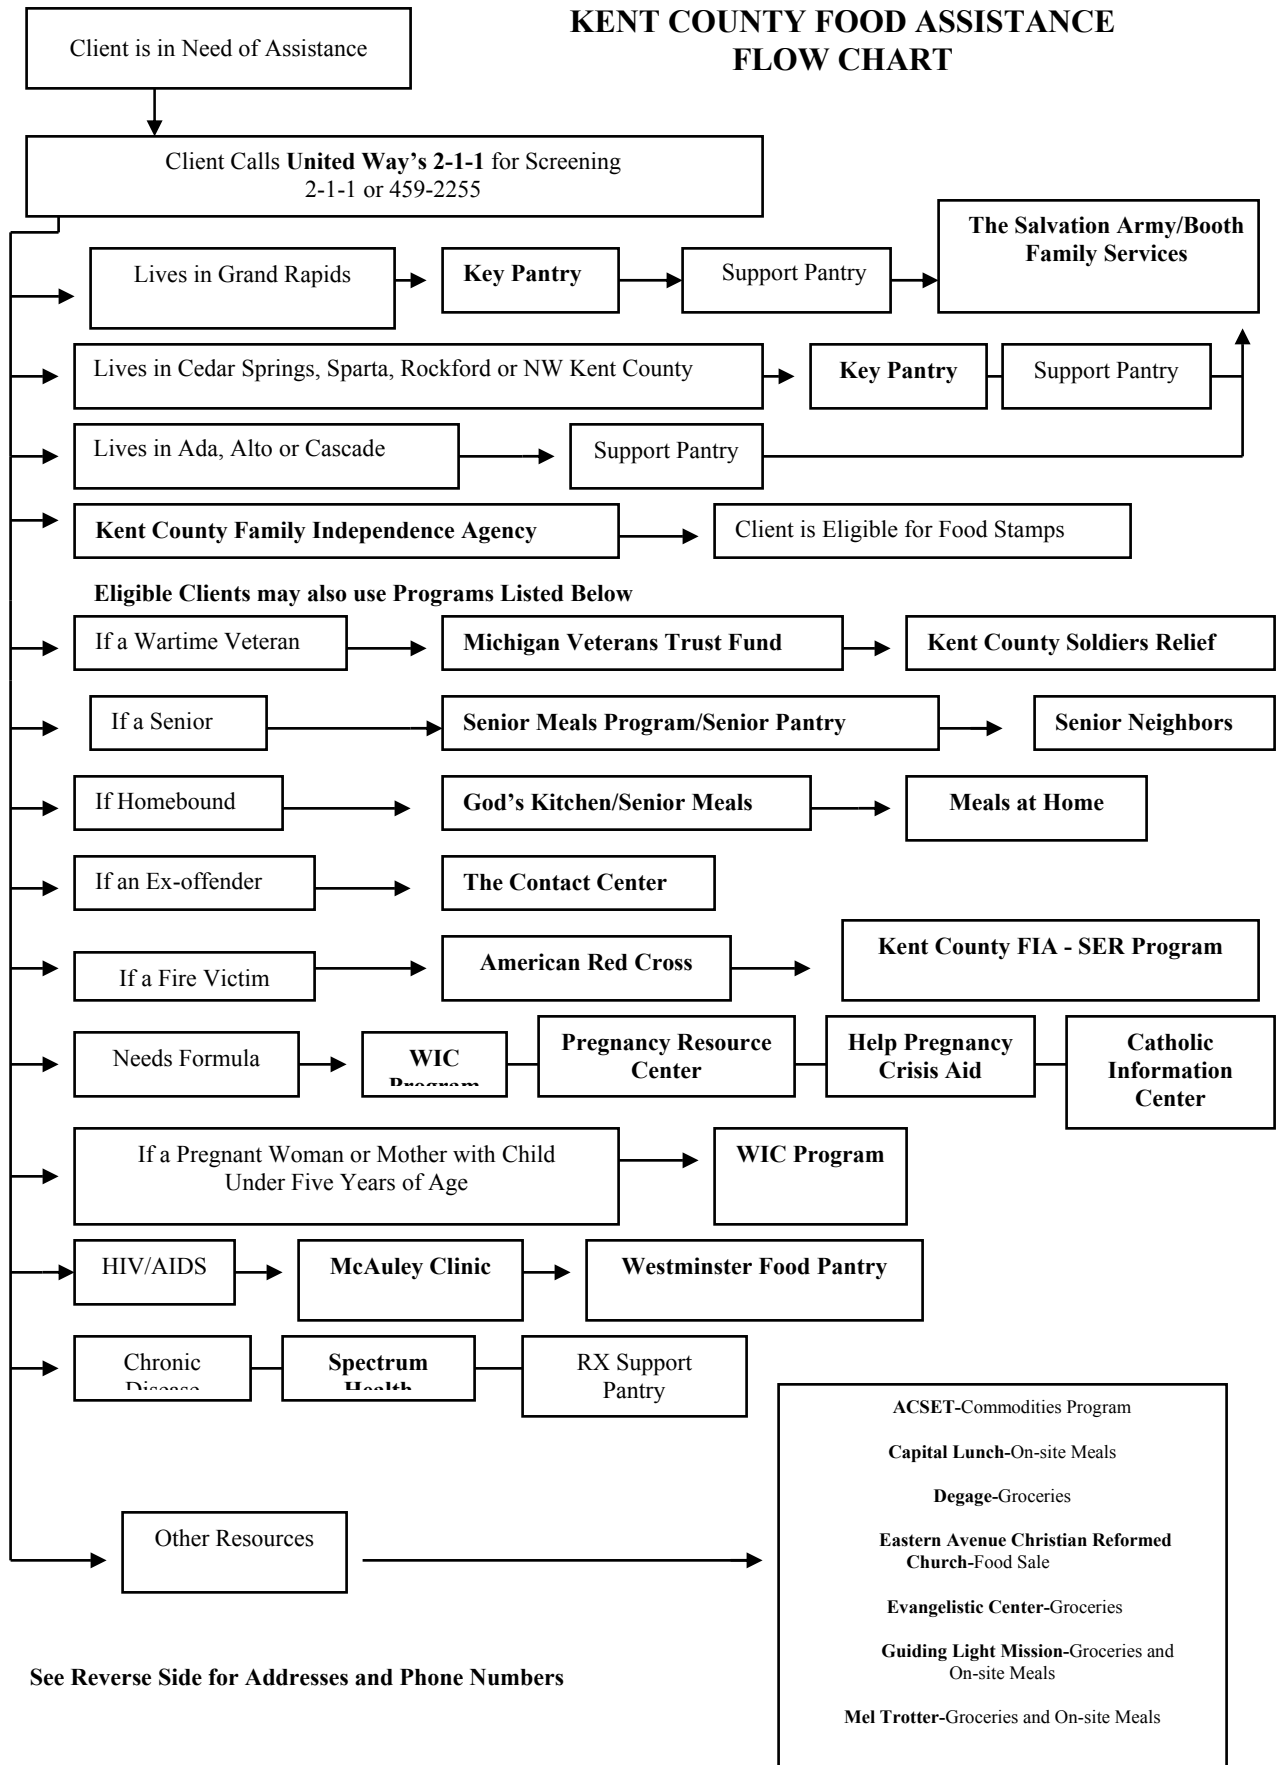 KENT COUNTY FOOD ASSISTANCE
FLOW CHART
Client is in Need of Assistance
Client Calls United Way's 2-1-1 for Screening
2-1-1 or 459-2255
Lives in Grand Rapids
Key Pantry
Support Pantry
The Salvation Army/Booth
Family Services
Lives in Cedar Springs, Sparta, Rockford or NW Kent County
Key Pantry
Support Pantry
Lives in Ada, Alto or Cascade
Support Pantry
Kent County Family Independence Agency
Client is Eligible for Food Stamps
Eligible Clients may also use Programs Listed Below
If a Wartime Veteran
Michigan Veterans Trust Fund
Kent County Soldiers Relief
If a Senior
Senior Meals Program/Senior Pantry
Senior Neighbors
If Homebound
God's Kitchen/Senior Meals
Meals at Home
If an Ex-offender
The Contact Center
If a Fire Victim
American Red Cross
Kent County FIA - SER Program
Needs Formula
WIC
Program
Pregnancy Resource
Center
Help Pregnancy
Crisis Aid
Catholic
Information
Center
If a Pregnant Woman or Mother with Child
Under Five Years of Age
WIC Program
HIV/AIDS
McAuley Clinic
Westminster Food Pantry
Chronic
Disease
Spectrum
Health
RX Support
Pantry
Other Resources
ACSET-Commodities Program
Capital Lunch-On-site Meals
Degage-Groceries
Eastern Avenue Christian Reformed
Church-Food Sale
Evangelistic Center-Groceries
Guiding Light Mission-Groceries and
On-site Meals
Mel Trotter-Groceries and On-site Meals
See Reverse Side for Addresses and Phone Numbers